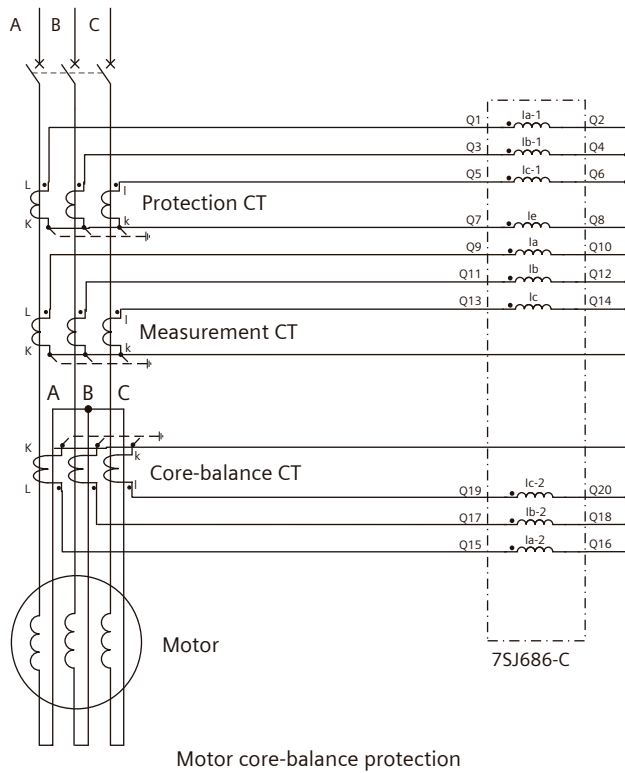 A B C
Q1 Ia-1 Q2
Q3 Ib-1 Q4
Q5 Ic-1 Q6
L l
Protection CT
K k
Q7 Ie Q8
Q9 Ia Q10
Q11 Ib Q12
Q13 Ic Q14
L l
Measurement CT
K k
A B C
K k
Core-balance CT
L l
Q19 Ic-2 Q20
Q17 Ib-2 Q18
Q15 Ia-2 Q16
Motor
7SJ686-C
Motor core-balance protection